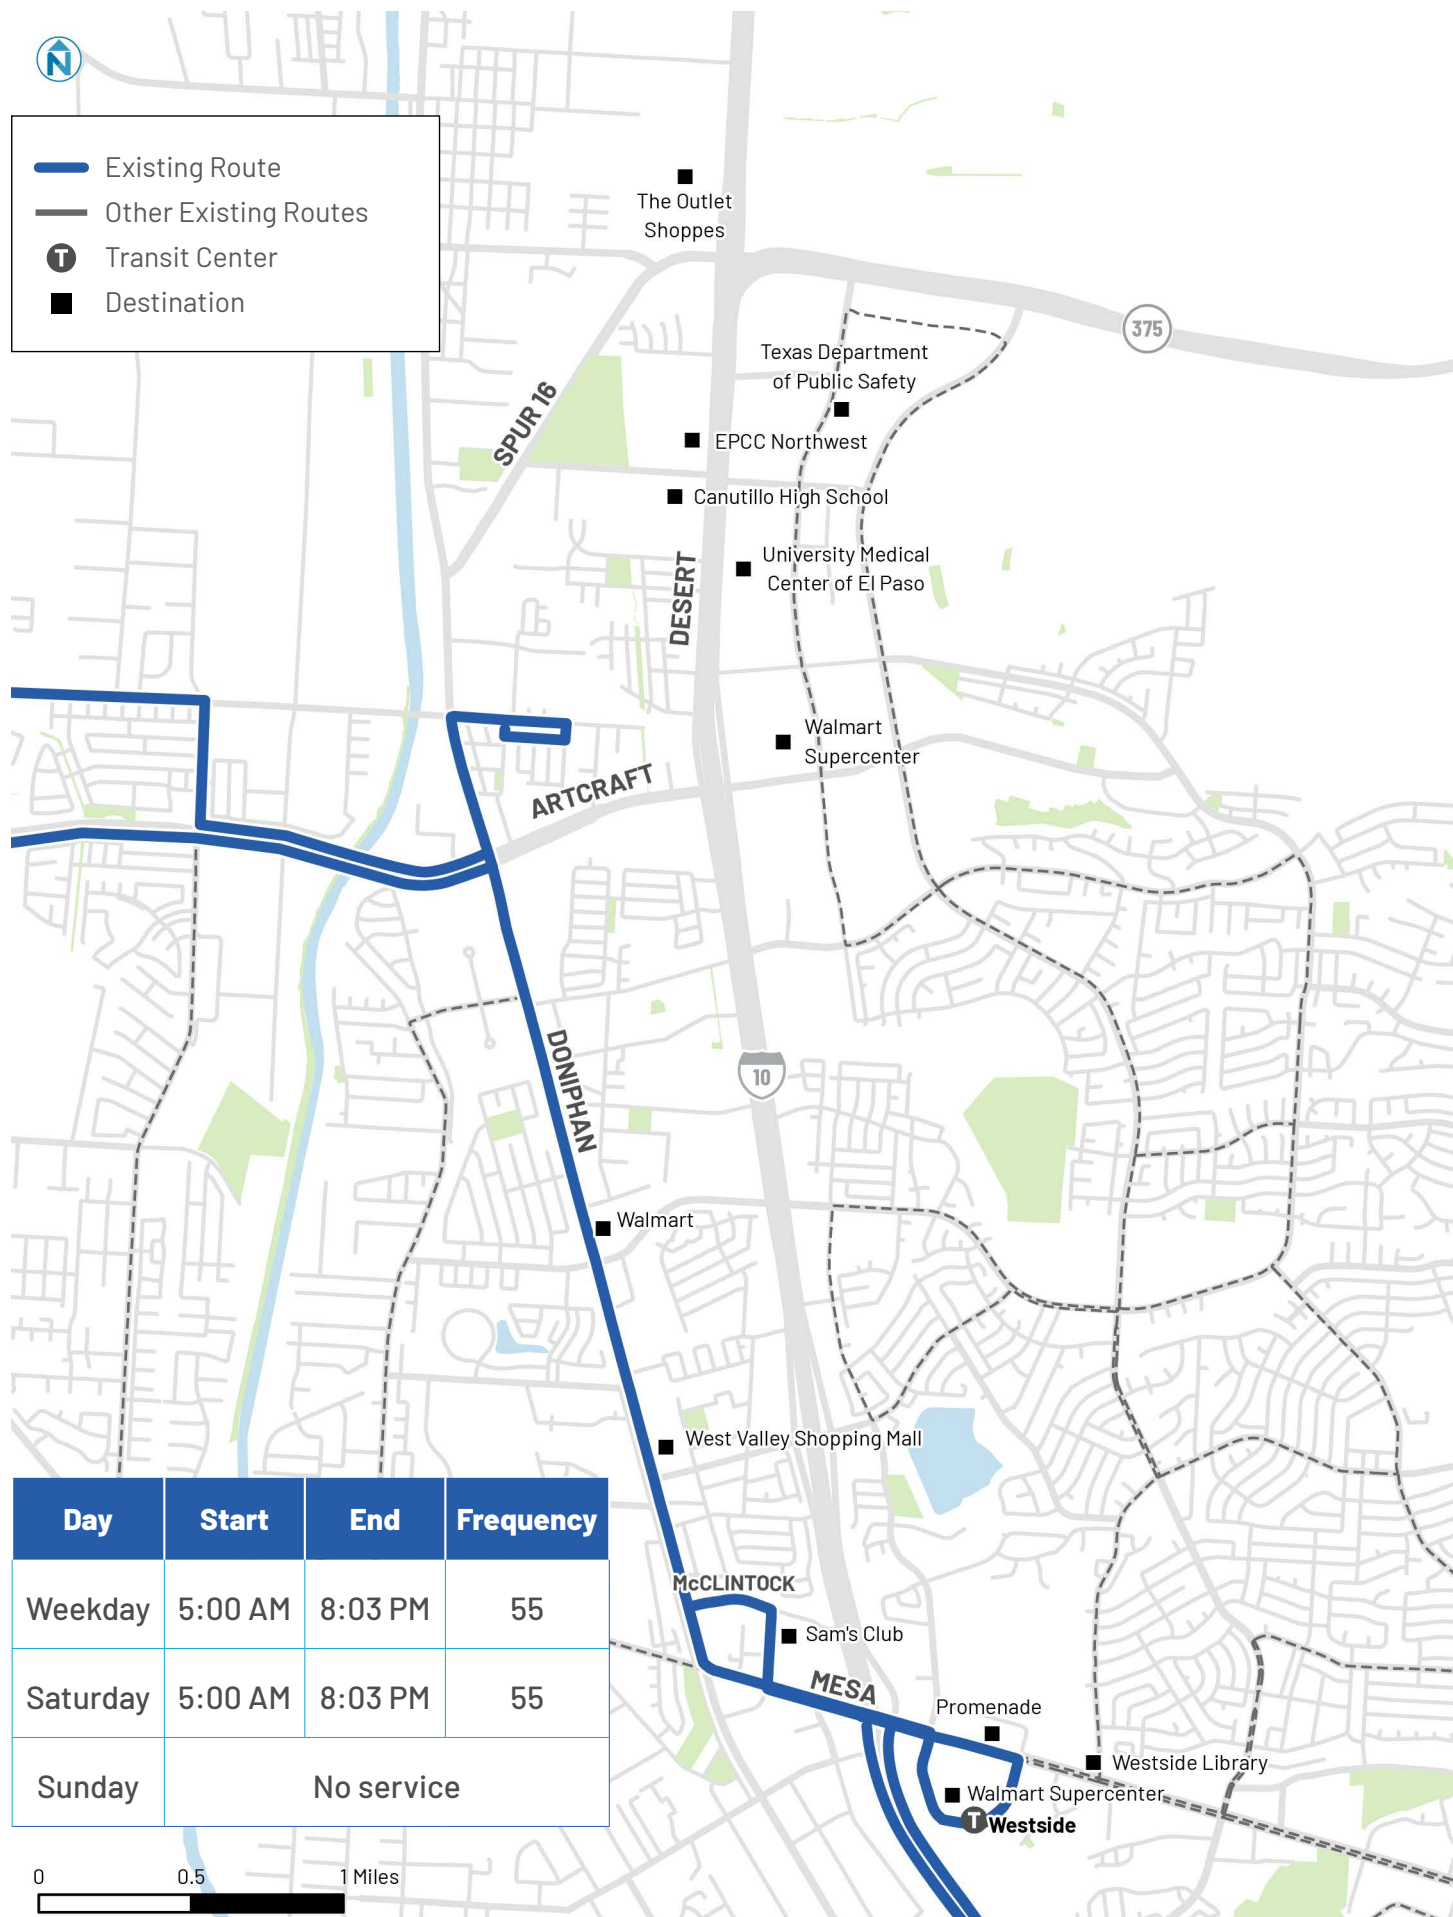 N
Existing Route
Other Existing Routes
T Transit Center
Destination
The Outlet
Shoppes
375
Texas Department
of Public Safety
SPUR 16
EPCC Northwest
Canutillo High School
University Medical
Center of El Paso
DESERT
Walmart
Supercenter
ARTCRAFT
DONIPHAN
10
Walmart
West Valley Shopping Mall
Day Start End Frequency
Weekday 5:00 AM 8:03 PM 55
Saturday 5:00 AM 8:03 PM 55
Sunday No service
McCLINTOCK
Sam's Club
MESA
Promenade
Westside Library
Walmart Supercenter
T Westside
0 0.5 1 Miles